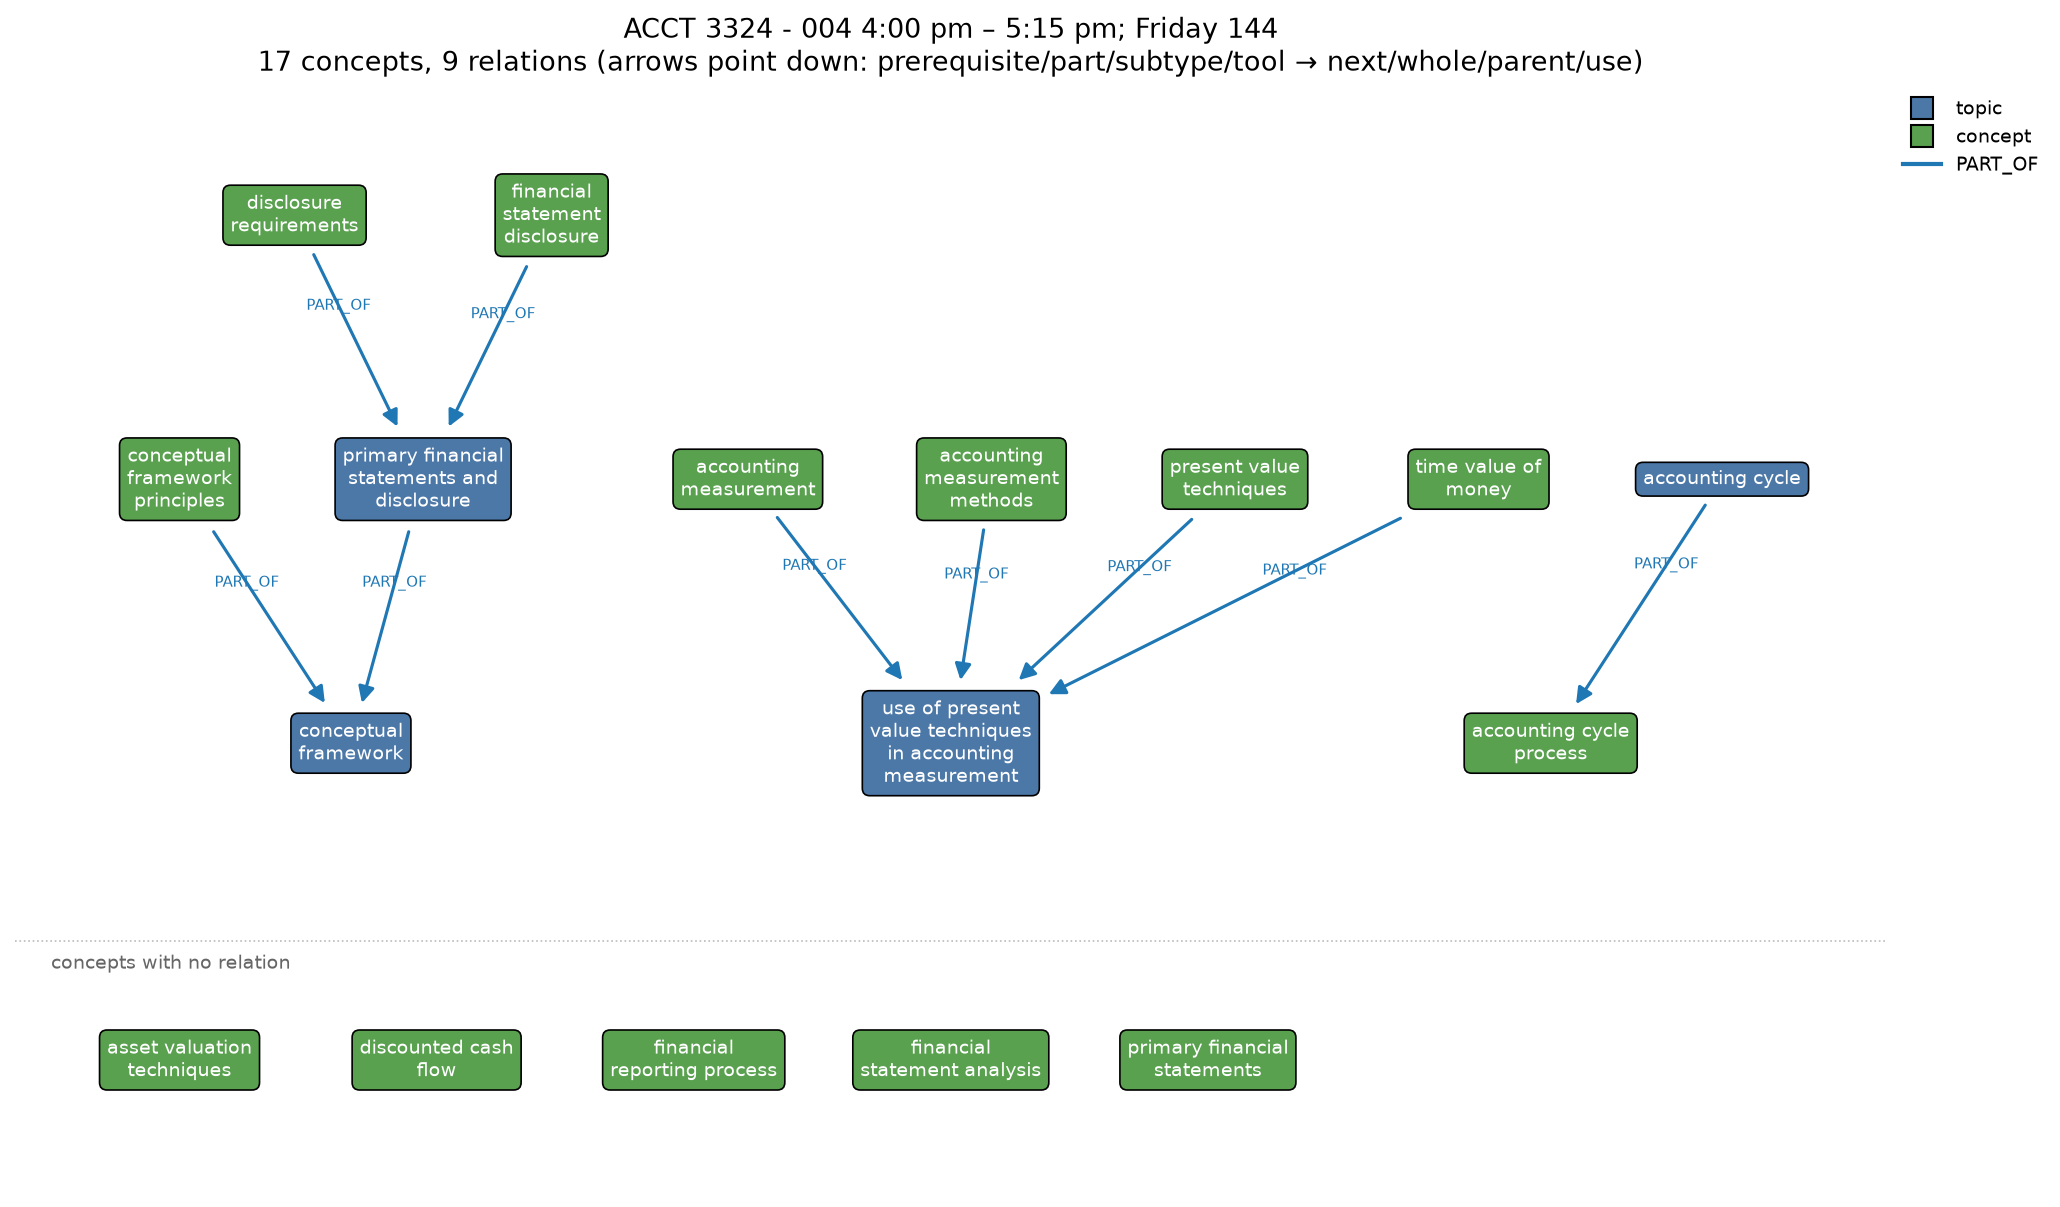 ACCT 3324 - 004 4:00 pm – 5:15 pm; Friday 144
17 concepts, 9 relations (arrows point down: prerequisite/part/subtype/tool → next/whole/parent/use)
topic
concept
PART_OF
disclosure
requirements
financial
statement
disclosure
PART_OF
PART_OF
conceptual
framework
principles
primary financial
statements and
disclosure
accounting
measurement
accounting
measurement
methods
present value
techniques
time value of
money
accounting cycle
PART_OF
PART_OF
PART_OF
PART_OF
PART_OF
PART_OF
PART_OF
conceptual
framework
use of present
value techniques
in accounting
measurement
accounting cycle
process
concepts with no relation
asset valuation
techniques
discounted cash
flow
financial
reporting process
financial
statement analysis
primary financial
statements